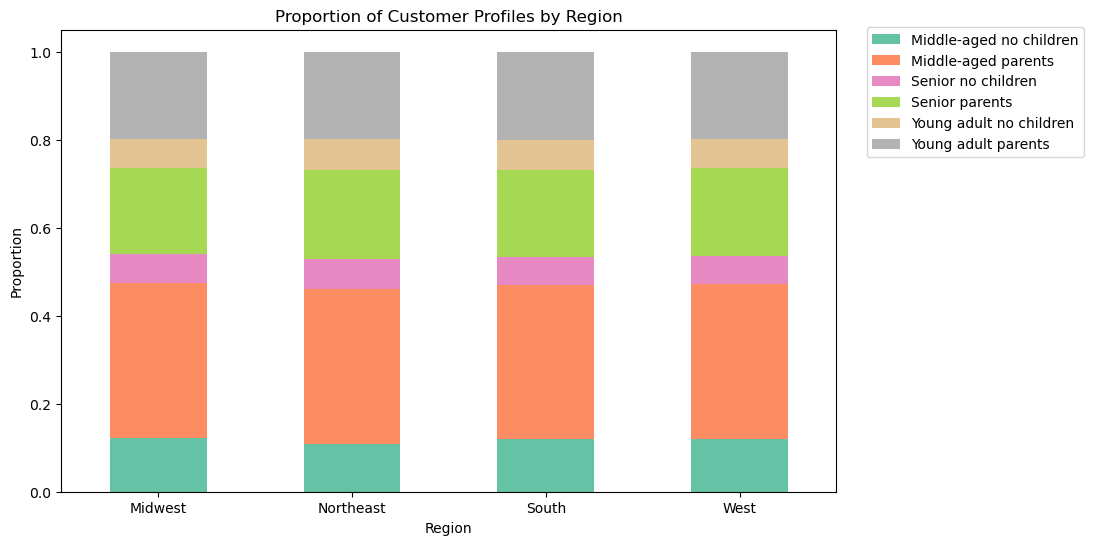 Proportion of Customer Profiles by Region
Middle-aged no children
Middle-aged parents
Senior no children
Senior parents
Young adult no children
Young adult parents
Proportion
1.0
0.8
0.6
0.4
0.2
0.0
Midwest
Northeast
South
West
Region